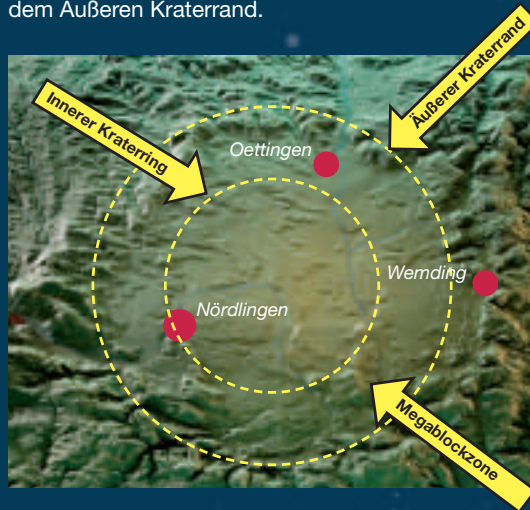 dem Äußeren Kraterrand.
Innerer Kraterring
Äußerer Kraterrand
Oettingen
Wemding
Nördlingen
Megablockzone